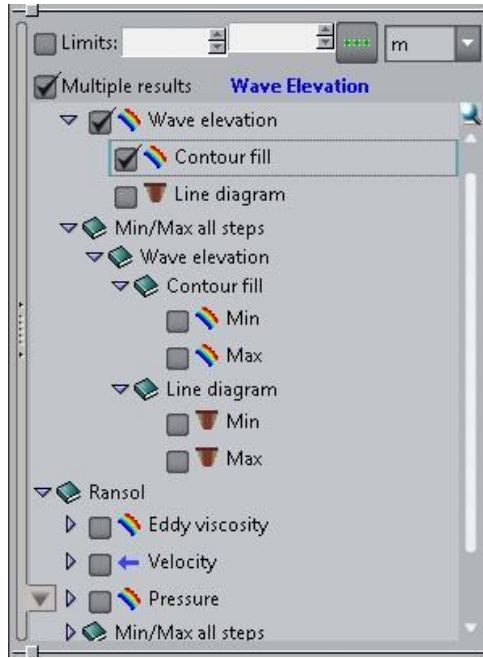 Limits: m
Multiple results Wave Elevation
Wave elevation
Contour fill
Line diagram
Min/Max all steps
Wave elevation
Contour fill
Min
Max
Line diagram
Min
Max
Ransol
Eddy viscosity
Velocity
Pressure
Min/Max all steps